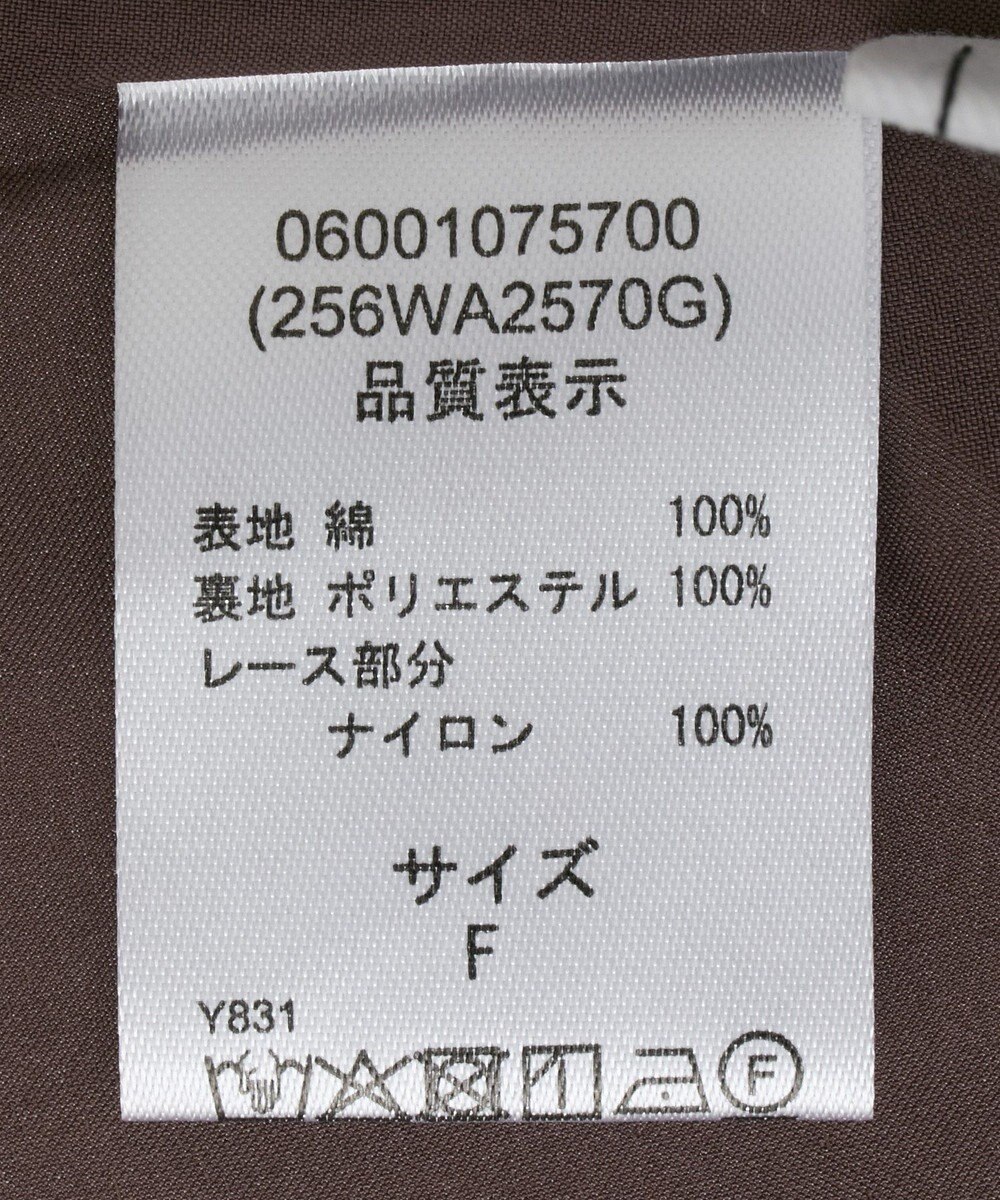 06001075700
(256WA2570G)
品質表示
表地 綿 100%
裏地 ポリエステル 100%
レース部分
ナイロン 100%
サイズ
F
Y831
F